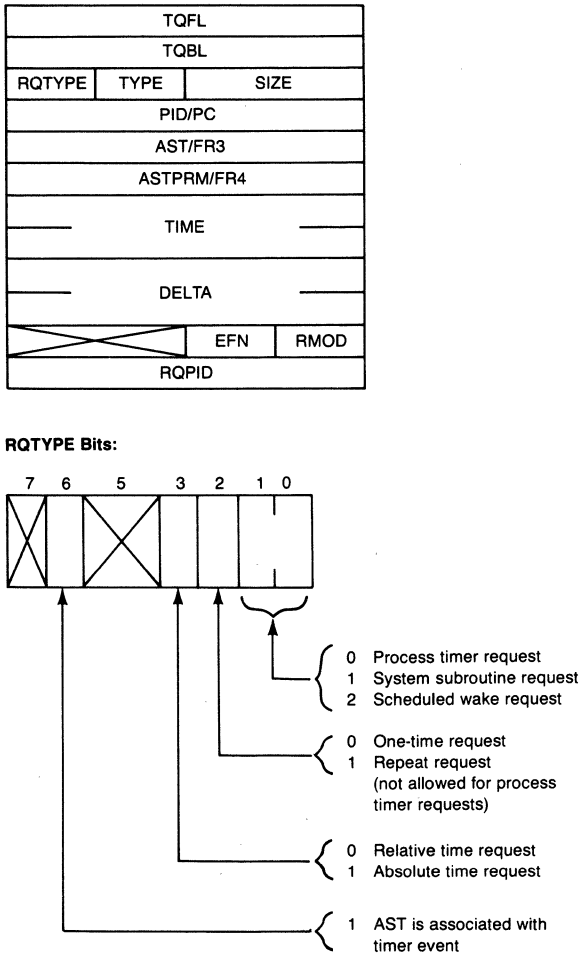 TQFL
TQBL
RQTYPE TYPE SIZE
PID/PC
AST/FR3
ASTPRM/FR4
TIME
DELTA
EFN RMOD
RQPID
RQTYPE Bits:
7 6 5 3 2 1 0
0 Process timer request
1 System subroutine request
2 Scheduled wake request
0 One-time request
1 Repeat request
(not allowed for process
timer requests)
0 Relative time request
1 Absolute time request
1 AST is associated with
timer event